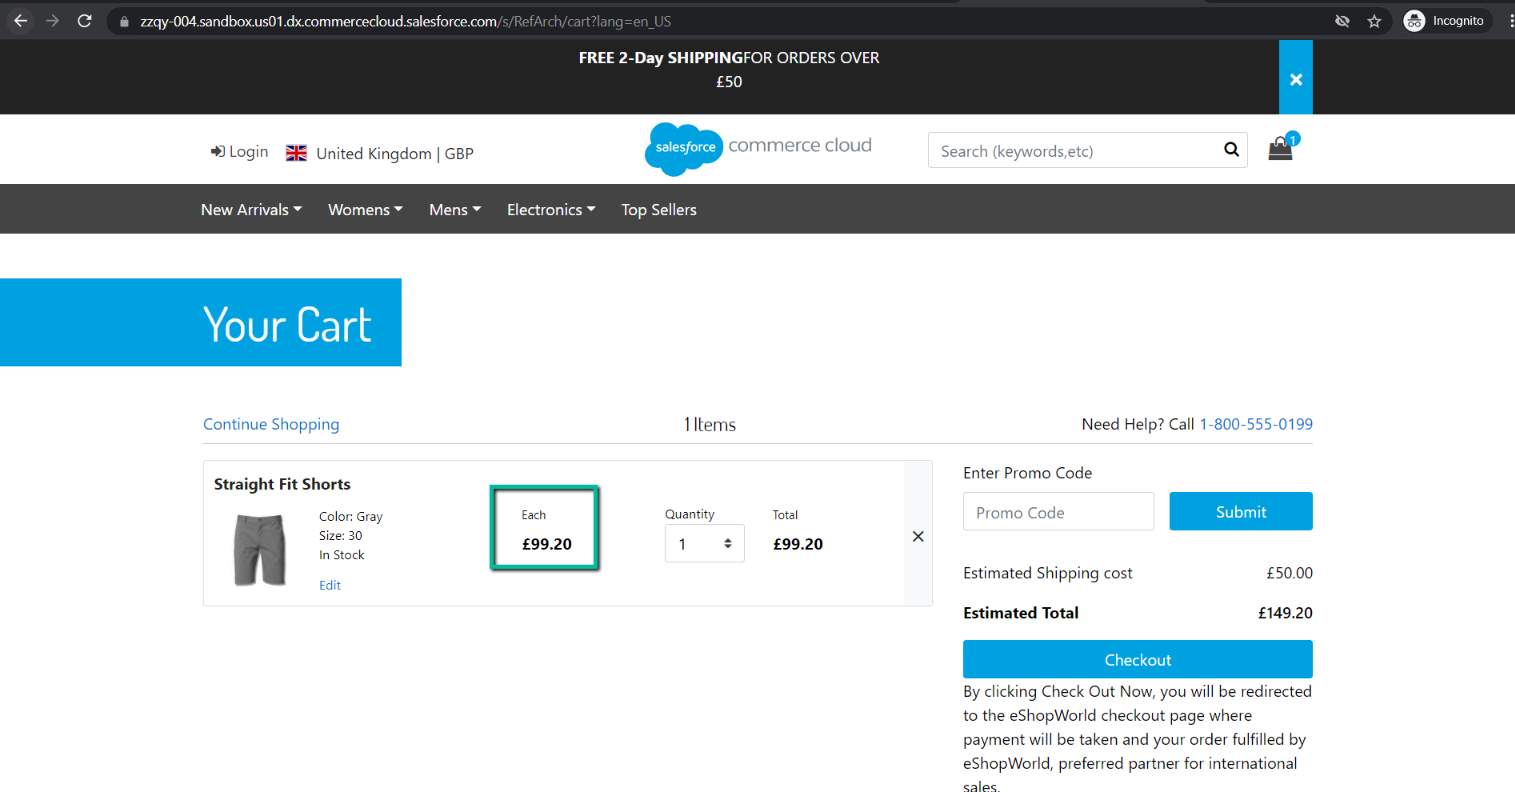 zzqy-004.sandbox.us01.dx.commercecloud.salesforce.com/s/RefArch/cart?lang=en_US
Incognito
FREE 2-Day SHIPPINGFOR ORDERS OVER
£50
×
Login
United Kingdom | GBP
salesforce commerce cloud
Search (keywords,etc)
1
New Arrivals
Womens
Mens
Electronics
Top Sellers
Your Cart
Continue Shopping
1 Items
Need Help? Call 1-800-555-0199
Straight Fit Shorts
Color: Gray
Size: 30
In Stock
Edit
Each
£99.20
Quantity
1
Total
£99.20
×
Enter Promo Code
Promo Code
Submit
Estimated Shipping cost £50.00
Estimated Total £149.20
Checkout
By clicking Check Out Now, you will be redirected
to the eShopWorld checkout page where
payment will be taken and your order fulfilled by
eShopWorld, preferred partner for international
sales.